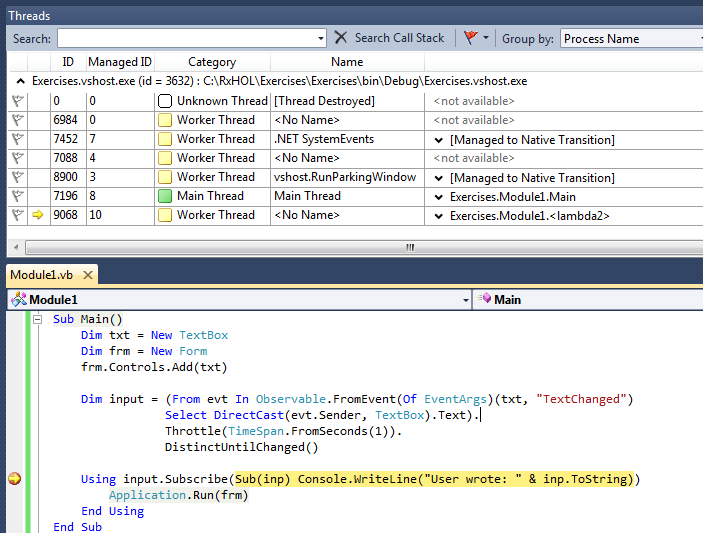 Threads
Search: Search Call Stack Group by: Process Name
ID Managed ID Category Name
Exercises.vshost.exe (id = 3632) : C:\RxHOL\Exercises\Exercises\bin\Debug\Exercises.vshost.exe
0 0 Unknown Thread [Thread Destroyed] <not available>
6984 0 Worker Thread <No Name> <not available>
7452 7 Worker Thread .NET SystemEvents [Managed to Native Transition]
7088 4 Worker Thread <No Name> <not available>
8900 3 Worker Thread vshost.RunParkingWindow [Managed to Native Transition]
7196 8 Main Thread Main Thread Exercises.Module1.Main
9068 10 Worker Thread <No Name> Exercises.Module1.<lambda2>
Module1.vb
Module1 Main
Sub Main()
Dim txt = New TextBox
Dim frm = New Form
frm.Controls.Add(txt)
Dim input = (From evt In Observable.FromEvent(Of EventArgs)(txt, "TextChanged")
Select DirectCast(evt.Sender, TextBox).Text).
Throttle(TimeSpan.FromSeconds(1)).
DistinctUntilChanged()
Using input.Subscribe(Sub(inp) Console.WriteLine("User wrote: " & inp.ToString))
Application.Run(frm)
End Using
End Sub